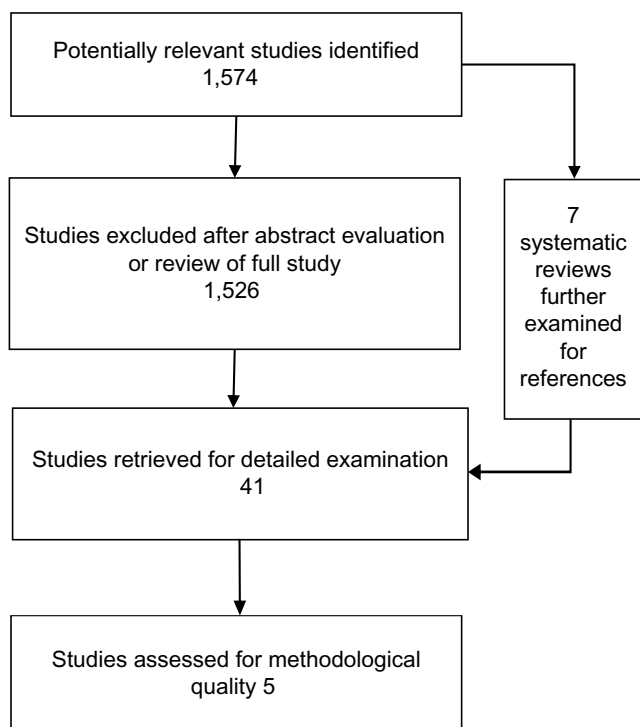 Potentially relevant studies identified
1,574
Studies excluded after abstract evaluation
or review of full study
1,526
7
systematic
reviews
further
examined
for
references
Studies retrieved for detailed examination
41
Studies assessed for methodological
quality 5